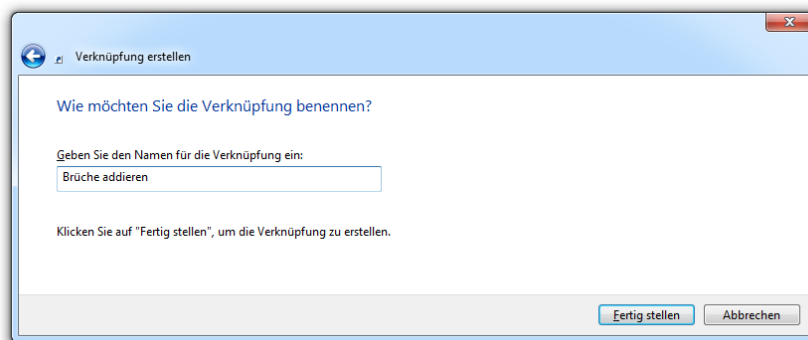 Verknüpfung erstellen
Wie möchten Sie die Verknüpfung benennen?
Geben Sie den Namen für die Verknüpfung ein:
Brüche addieren
Klicken Sie auf "Fertig stellen", um die Verknüpfung zu erstellen.
Fertig stellen Abbrechen